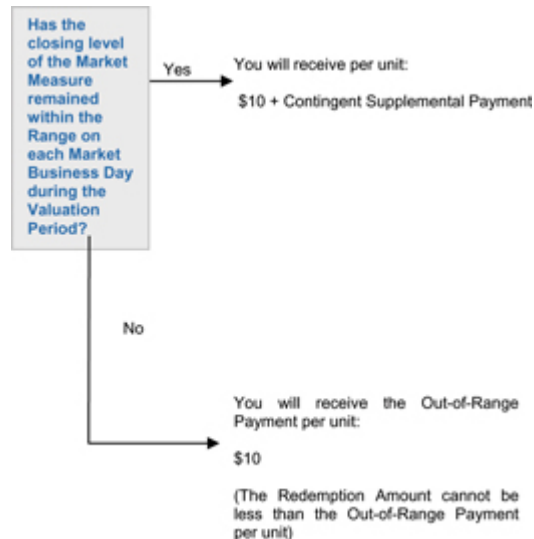 Has the
closing level
of the Market
Measure
remained
within the
Range on
each Market
Business Day
during the
Valuation
Period?
Yes
You will receive per unit:
$10 + Contingent Supplemental Payment
No
You will receive the Out-of-Range
Payment per unit:
$10
(The Redemption Amount cannot be
less than the Out-of-Range Payment
per unit)